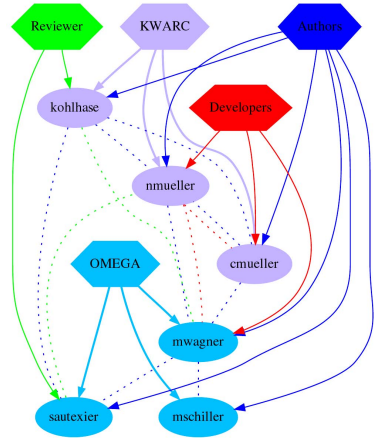 Reviewer
KWARC
Authors
kohlhase
Developers
nmueller
OMEGA
cmueller
mwagner
sautexier
mschiller